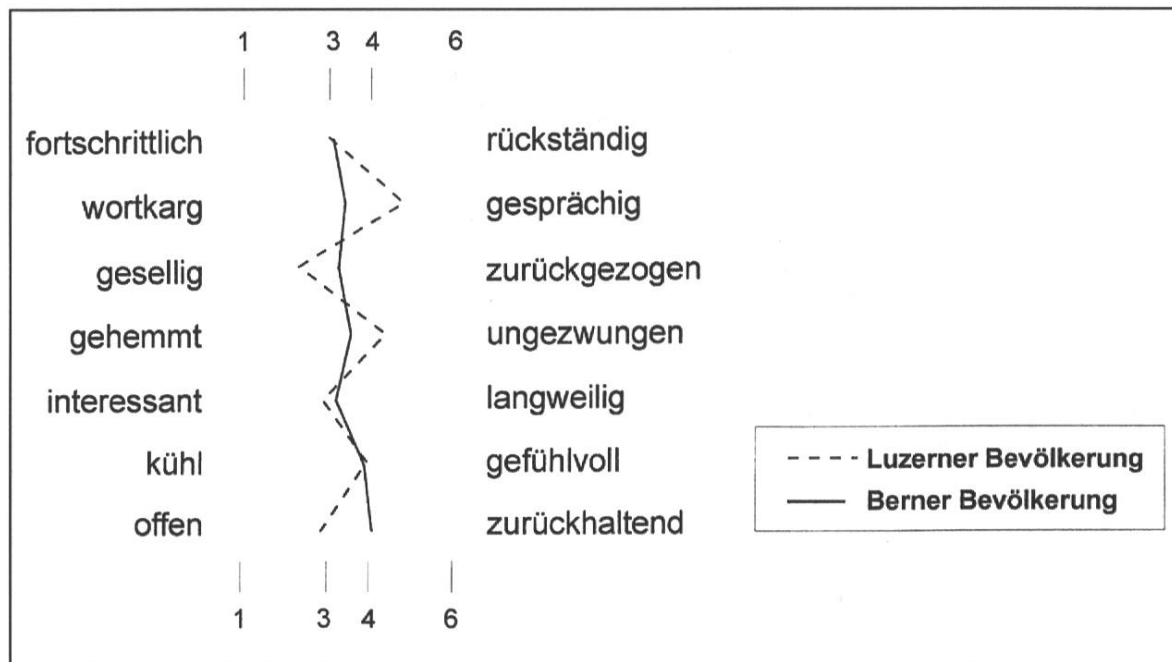 1 3 4 6
fortschrittlich rückständig
wortkarg gesprächig
gesellig zurückgezogen
gehemmt ungezwungen
interessant langweilig
kühl gefühlvoll
offen zurückhaltend
Luzerner Bevölkerung
Berner Bevölkerung
1 3 4 6